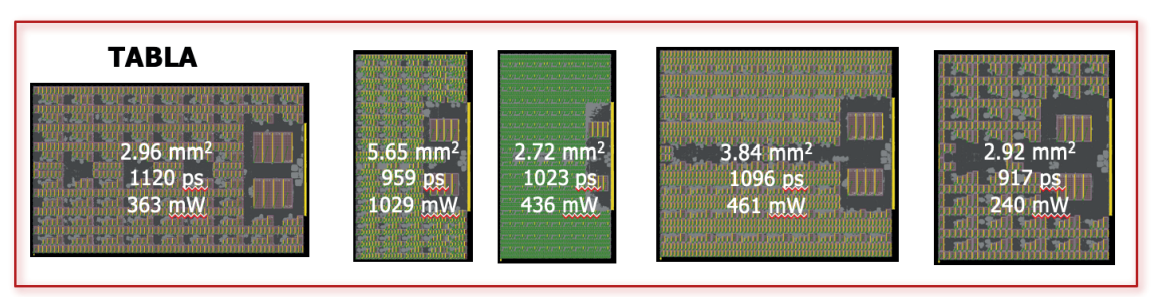 TABLA
2.96 mm²
1120 ps
363 mW
5.65 mm²
959 ps
1029 mW
2.72 mm²
1023 ps
436 mW
3.84 mm²
1096 ps
461 mW
2.92 mm²
917 ps
240 mW